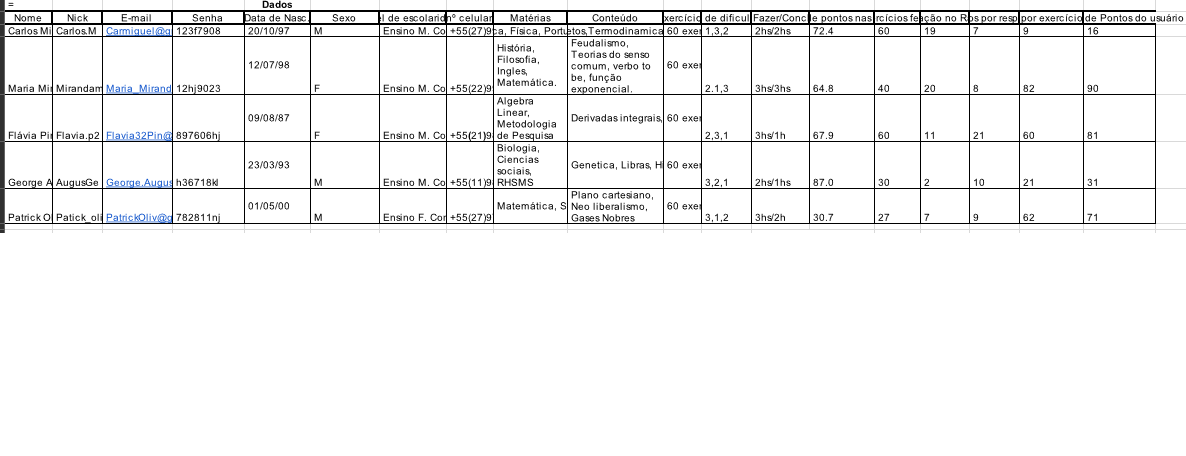 = Dados
Nome Nick E-mail Senha Data de Nasc. Sexo el de escolarid nº celular Matérias Conteúdo xercício de dificul Fazer/Conc de pontos nas rcícios fe ação no R os por resp por exercício de Pontos do usuário
Carlos Mi Carlos.M Carmiguel@g 123f7908 20/10/97 M Ensino M. Co +55(27)9 ca, Física, Portu etos,Termodinamica 60 exer 1,3,2 2hs/2hs 72.4 60 19 7 9 16
História,
Filosofia,
Ingles,
Matemática.
Feudalismo,
Teorias do senso
comum, verbo to
be, função
exponencial.
Maria Mir Mirandam Maria_Mirand 12hj9023 12/07/98 F Ensino M. Co +55(22)9 60 exer 2.1,3 3hs/3hs 64.8 40 20 8 82 90
Algebra
Linear,
Metodologia
de Pesquisa
Derivadas integrais,
Flávia Pir Flavia.p2 Flavia32Pin@ 897606hj 09/08/87 F Ensino M. Co +55(21)9 60 exer 2,3,1 3hs/1h 67.9 60 11 21 60 81
Biologia,
Ciencias
sociais,
RHSMS
Genetica, Libras, H
George A AugusGe George.Augus h36718kl 23/03/93 M Ensino M. Co +55(11)9 60 exer 3,2,1 2hs/1hs 87.0 30 2 10 21 31
Matemática, S
Plano cartesiano,
Neo liberalismo,
Gases Nobres
Patrick O Patick_oli PatrickOliv@g 782811nj 01/05/00 M Ensino F. Cor +55(27)9 60 exer 3,1,2 3hs/2h 30.7 27 7 9 62 71